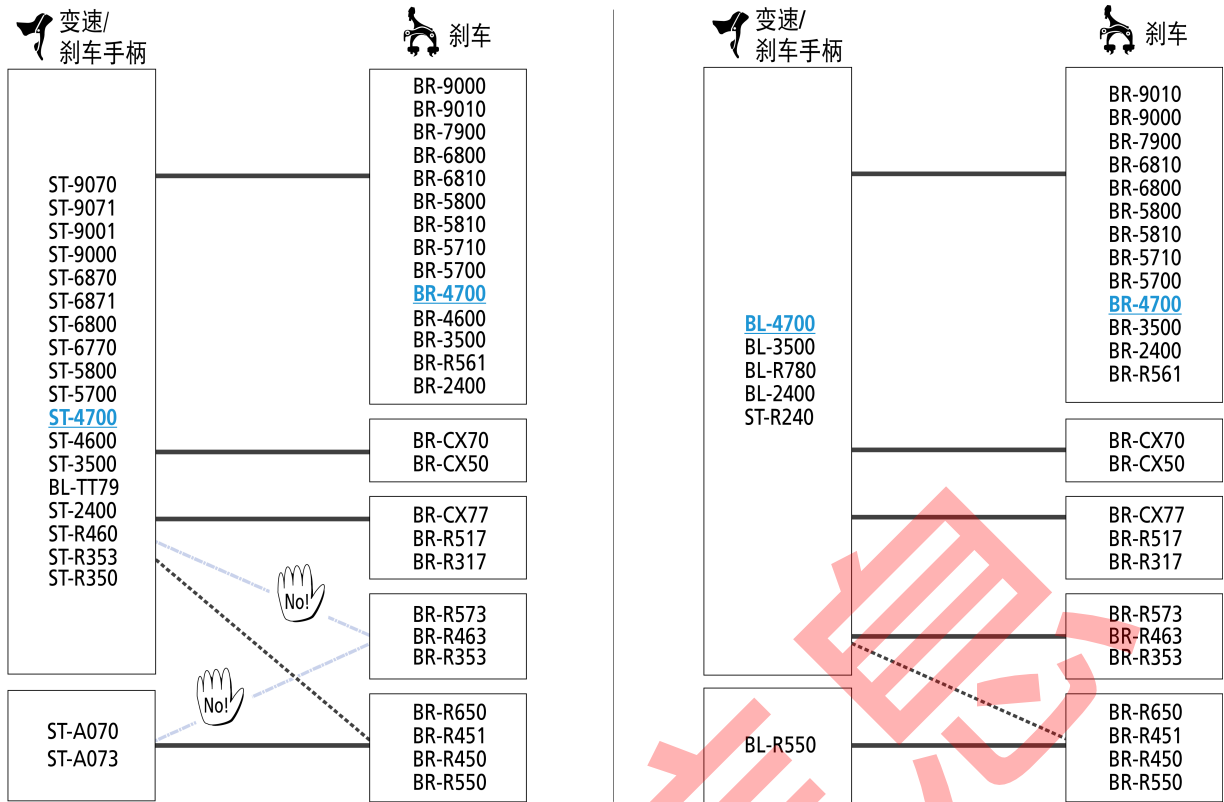 变速/
刹车手柄
刹车
ST-9070
ST-9071
ST-9001
ST-9000
ST-6870
ST-6871
ST-6800
ST-6770
ST-5800
ST-5700
ST-4700
ST-4600
ST-3500
BL-TT79
ST-2400
ST-R460
ST-R353
ST-R350
ST-A070
ST-A073
BR-9000
BR-9010
BR-7900
BR-6800
BR-6810
BR-5800
BR-5810
BR-5710
BR-5700
BR-4700
BR-4600
BR-3500
BR-R561
BR-2400
BR-CX70
BR-CX50
BR-CX77
BR-R517
BR-R317
No!
BR-R573
BR-R463
BR-R353
No!
BR-R650
BR-R451
BR-R450
BR-R550
变速/
刹车手柄
刹车
BL-4700
BL-3500
BL-R780
BL-2400
ST-R240
BL-R550
BR-9010
BR-9000
BR-7900
BR-6810
BR-6800
BR-5800
BR-5810
BR-5710
BR-5700
BR-4700
BR-3500
BR-2400
BR-R561
BR-CX70
BR-CX50
BR-CX77
BR-R517
BR-R317
BR-R573
BR-R463
BR-R353
BR-R650
BR-R451
BR-R450
BR-R550